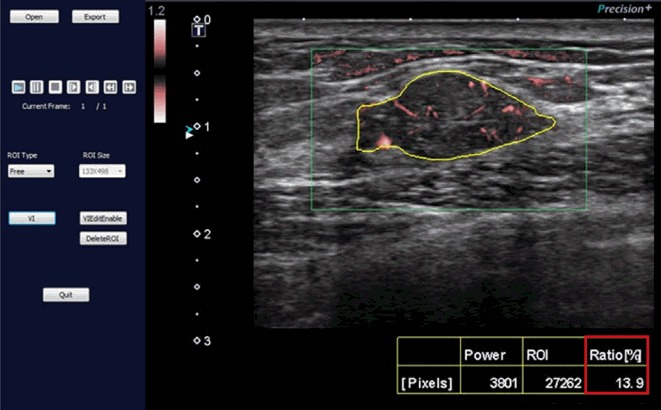 Precision+
Open Export
1.2
0
T
Current Frame: 1 / 1
1
ROI Type ROI Size
Free 133X498
VI VIEditEnable
DeleteROI
2
Quit
3
Power ROI Ratio[%]
[Pixels] 3801 27262 13.9